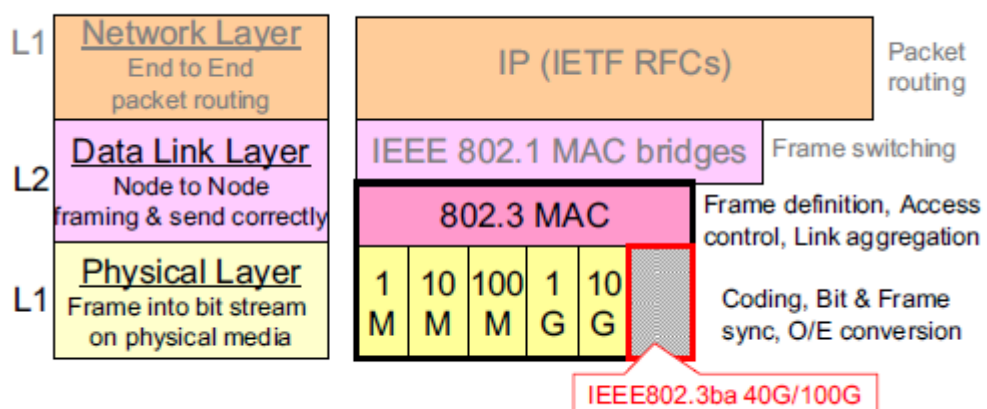 L1
Network Layer
End to End
packet routing
IP (IETF RFCs)
Packet
routing
L2
Data Link Layer
Node to Node
framing & send correctly
IEEE 802.1 MAC bridges
Frame switching
802.3 MAC
Frame definition, Access
control, Link aggregation
L1
Physical Layer
Frame into bit stream
on physical media
1
M
10
M
100
M
1
G
10
G
Coding, Bit & Frame
sync, O/E conversion
IEEE802.3ba 40G/100G